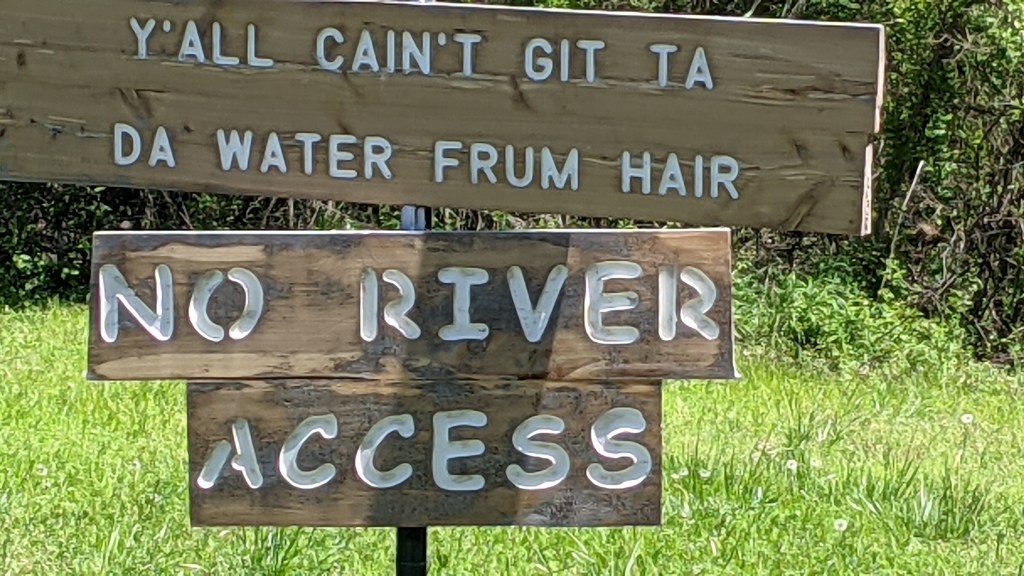 Y'ALL CAIN'T GIT TA
DA WATER FRUM HAIR
NO RIVER
ACCESS